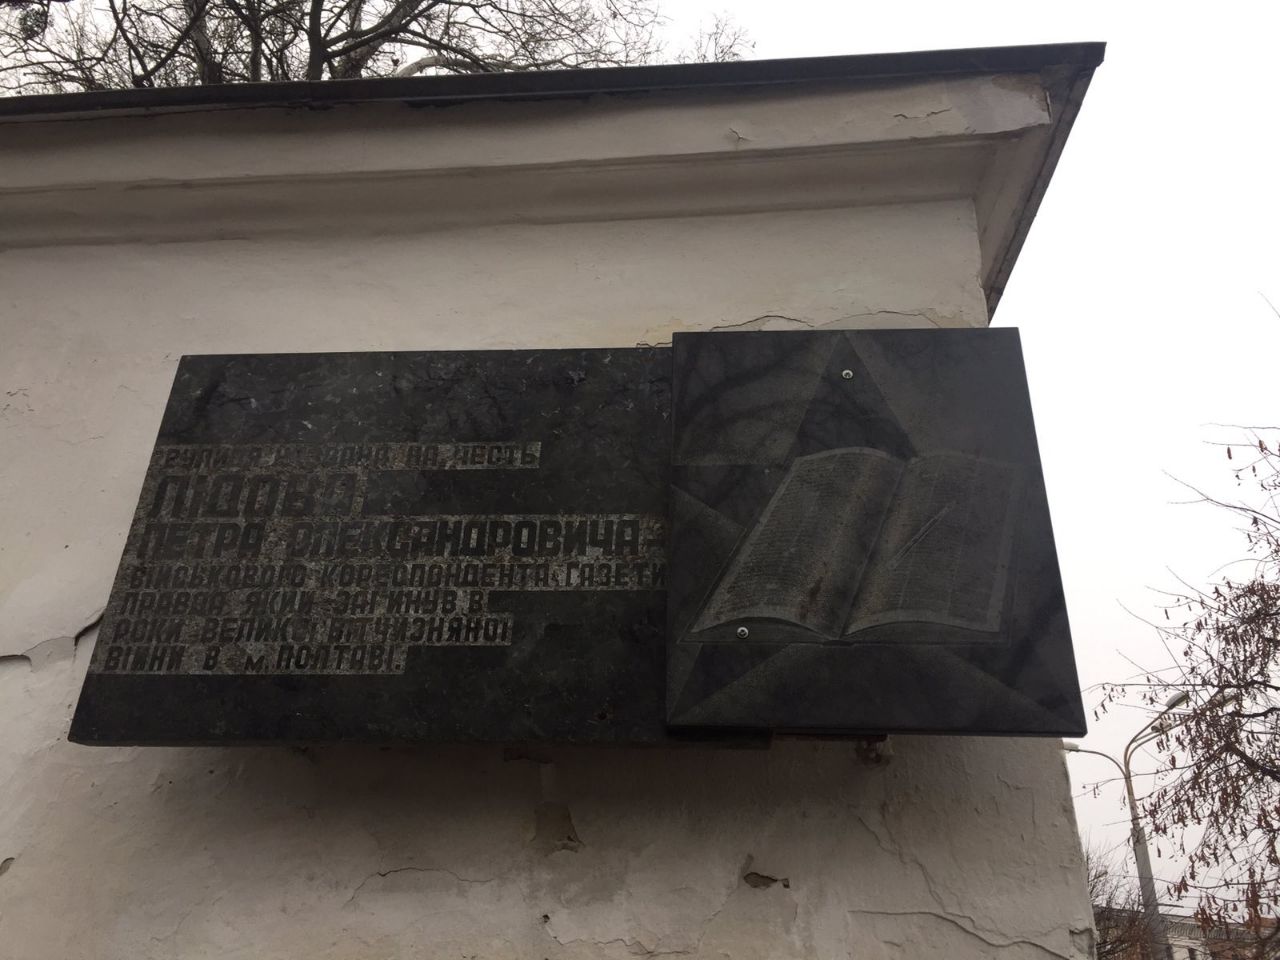 ВУЛИЦЯ НАЗВАНА НА ЧЕСТЬ
ЛІДОВА
ПЕТРА ОЛЕКСАНДРОВИЧА-
ВІЙСЬКОВОГО КОРЕСПОНДЕНТА ГАЗЕТИ
ПРАВДА ЯКИЙ ЗАГИНУВ В
РОКИ ВЕЛИКОЇ ВІТЧИЗНЯНОЇ
ВІЙНИ В м. ПОЛТАВІ.